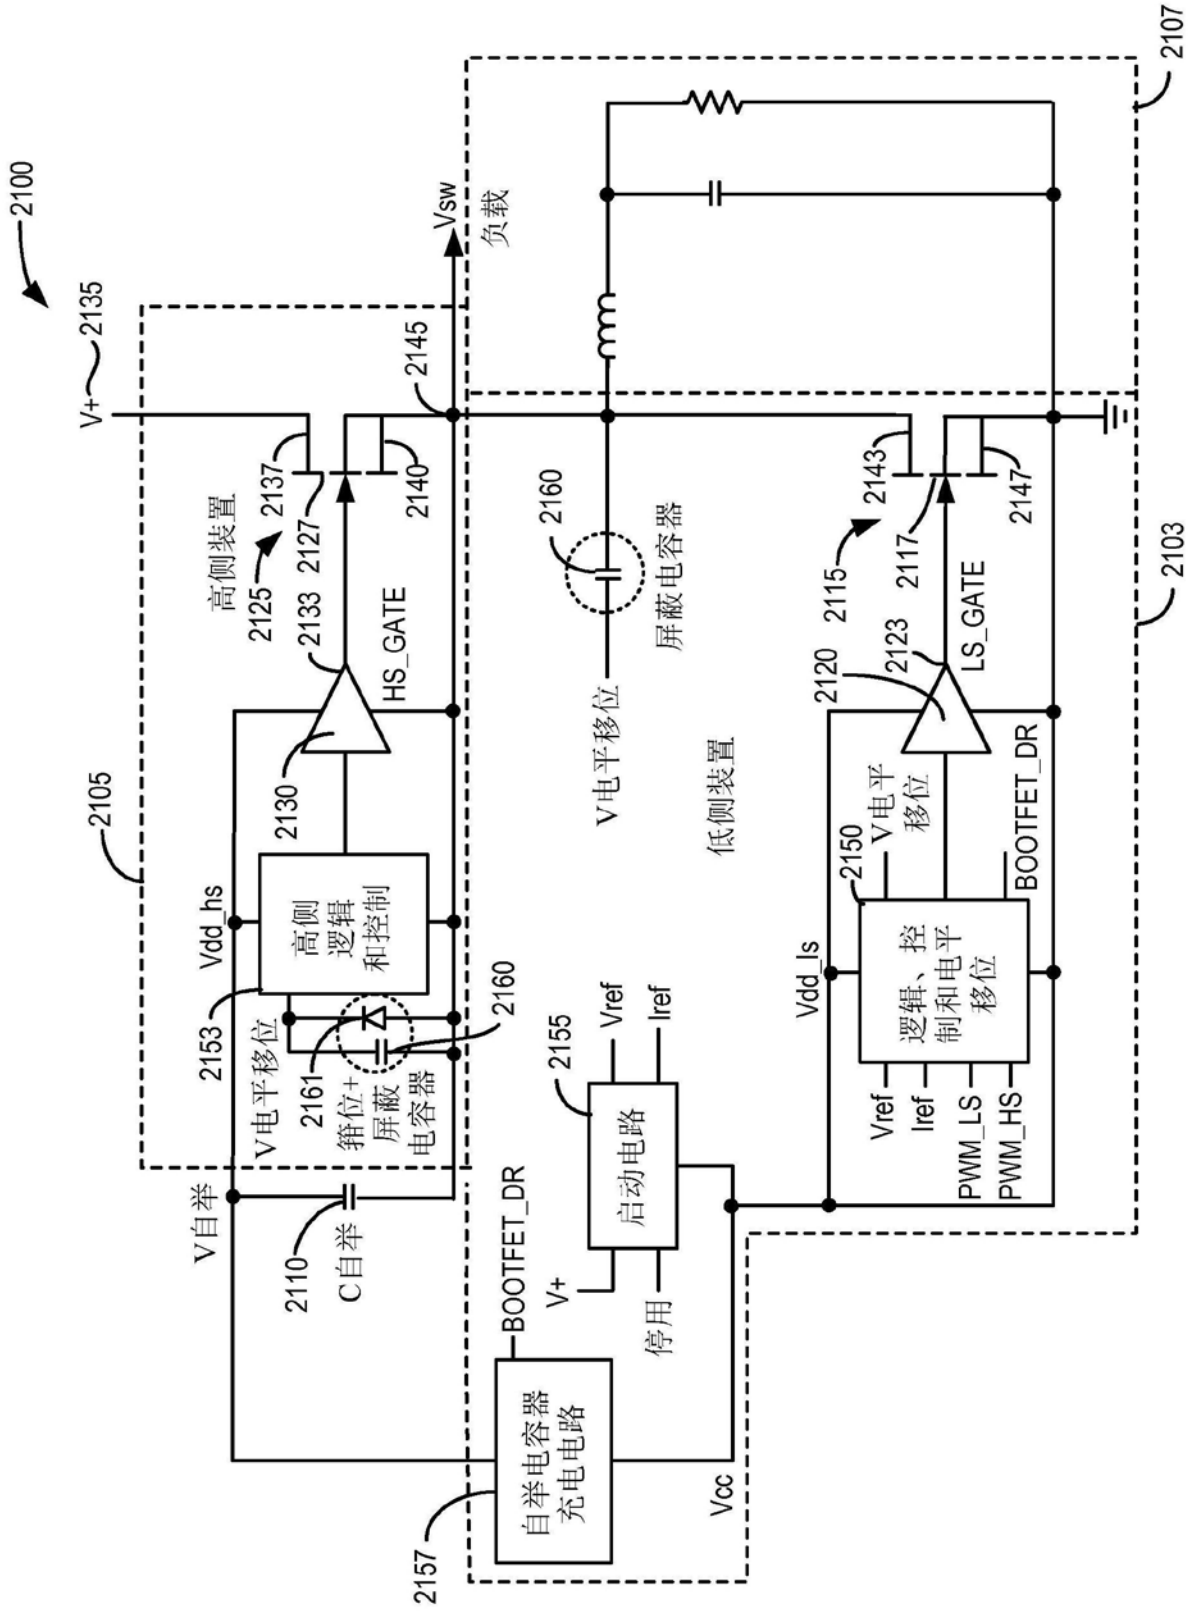 2100
V+
2135
2105
高侧装置
2125
2137
2127
2133
2130
HS_GATE
2140
2145
Vsw
Vdd_hs
高侧
逻辑
和控制
2153
V电平移位
2161
箝位+
屏蔽
电容器
2160
V自举
2110
C自举
负载
2107
2160
屏蔽电容器
V电平移位
低侧装置
2115
2143
2117
2147
2120
2123
LS_GATE
2103
Vdd_ls
2150
V电平
移位
逻辑、控
制和电平
移位
BOOTFET_DR
Vref
Iref
PWM_LS
PWM_HS
2155
Vref
Iref
启动电路
V+
停用
BOOTFET_DR
自举电容器
充电电路
2157
Vcc